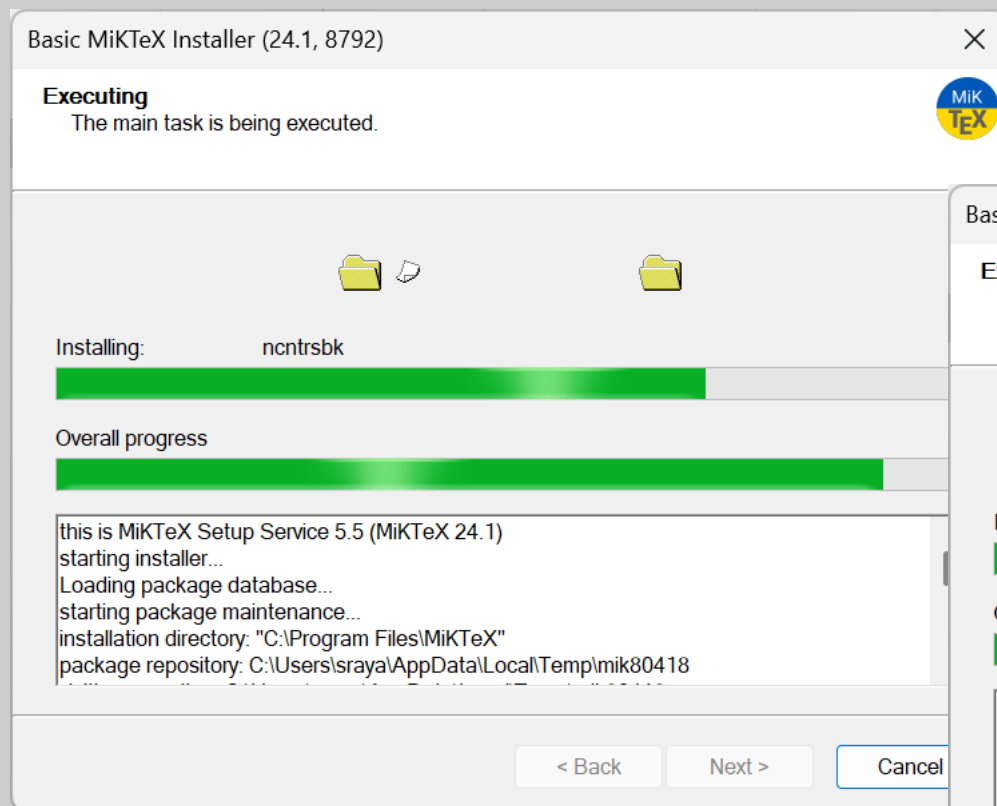 Basic MiKTeX Installer (24.1, 8792)
Executing
The main task is being executed.
MiK
TEX
Installing: ncntrsbk
Overall progress
this is MiKTeX Setup Service 5.5 (MiKTeX 24.1)
starting installer...
Loading package database...
starting package maintenance...
installation directory: "C:\Program Files\MiKTeX"
package repository: C:\Users\sraya\AppData\Local\Temp\mik80418
< Back
Next >
Cancel
Bas